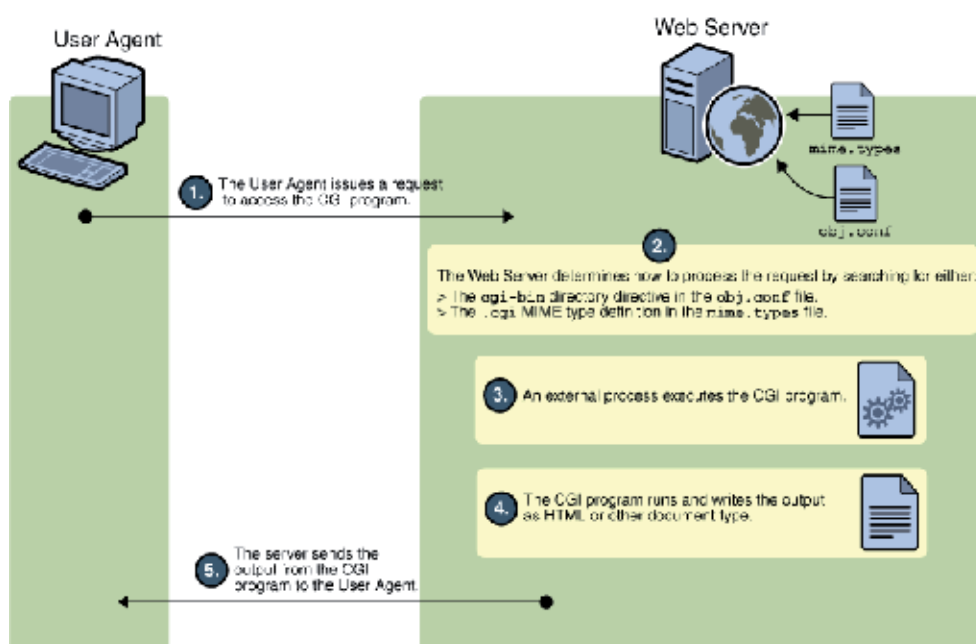 User Agent
Web Server
mime.types
obj.conf
1.
The User Agent issues a request
to access the CGI program.
2.
The Web Server determines how to process the request by searching for either:
> The cgi-bin directory directive in the obj.conf file.
> The .cgi MIME type definition in the mime.types file.
3.
An external process executes the CGI program.
4.
The CGI program runs and writes the output
as HTML or other document type.
5.
The server sends the
output from the CGI
program to the User Agent.